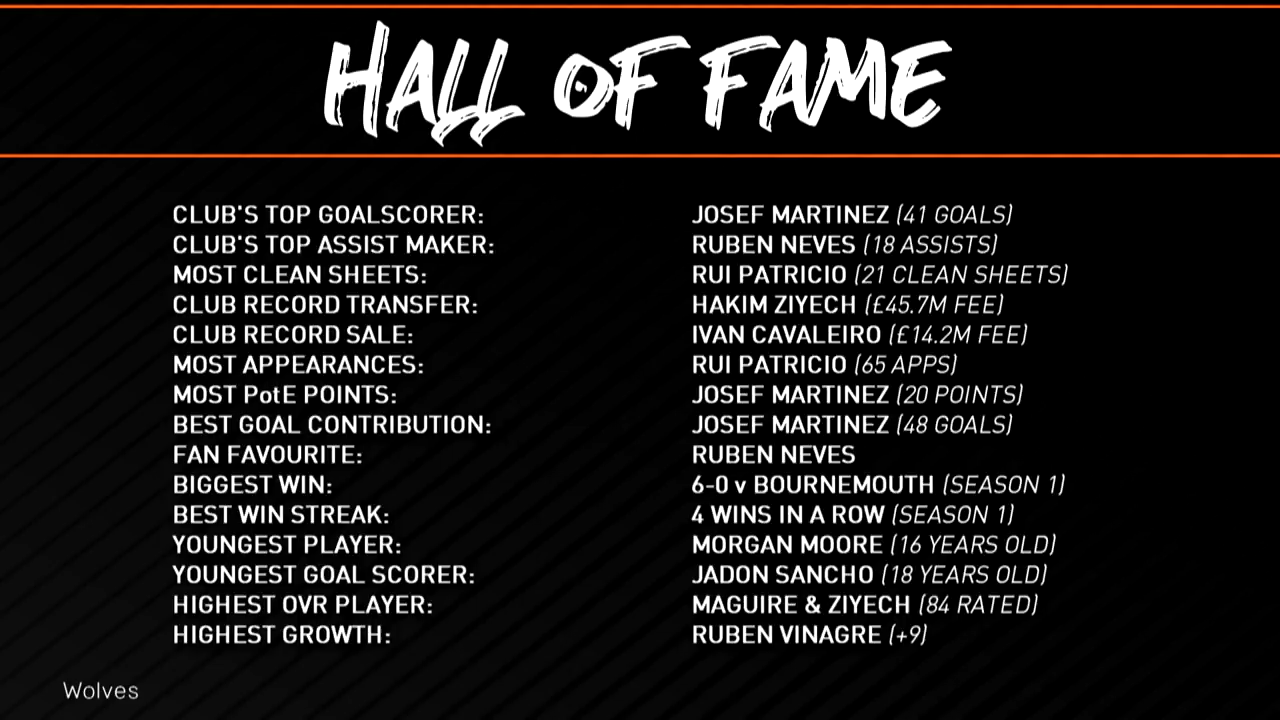 HALL OF FAME
CLUB'S TOP GOALSCORER: JOSEF MARTINEZ (41 GOALS)
CLUB'S TOP ASSIST MAKER: RUBEN NEVES (18 ASSISTS)
MOST CLEAN SHEETS: RUI PATRICIO (21 CLEAN SHEETS)
CLUB RECORD TRANSFER: HAKIM ZIYECH (£45.7M FEE)
CLUB RECORD SALE: IVAN CAVALEIRO (£14.2M FEE)
MOST APPEARANCES: RUI PATRICIO (65 APPS)
MOST PotE POINTS: JOSEF MARTINEZ (20 POINTS)
BEST GOAL CONTRIBUTION: JOSEF MARTINEZ (48 GOALS)
FAN FAVOURITE: RUBEN NEVES
BIGGEST WIN: 6-0 v BOURNEMOUTH (SEASON 1)
BEST WIN STREAK: 4 WINS IN A ROW (SEASON 1)
YOUNGEST PLAYER: MORGAN MOORE (16 YEARS OLD)
YOUNGEST GOAL SCORER: JADON SANCHO (18 YEARS OLD)
HIGHEST OVR PLAYER: MAGUIRE & ZIYECH (84 RATED)
HIGHEST GROWTH: RUBEN VINAGRE (+9)
Wolves